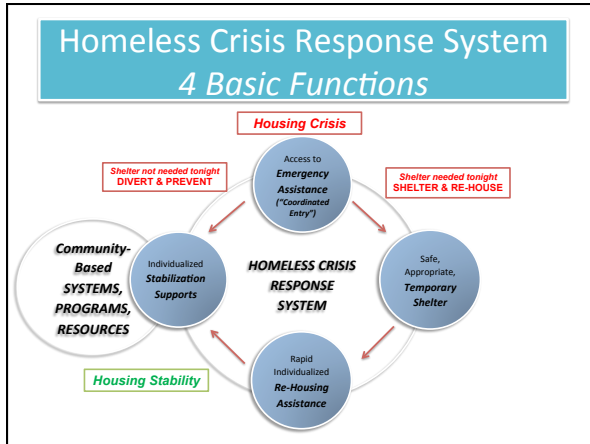 Homeless Crisis Response System
4 Basic Functions
Housing Crisis
Shelter not needed tonight
DIVERT & PREVENT
Access to
Emergency
Assistance
("Coordinated
Entry")
Shelter needed tonight
SHELTER & RE-HOUSE
Community-
Based
SYSTEMS,
PROGRAMS,
RESOURCES
Individualized
Stabilization
Supports
HOMELESS CRISIS
RESPONSE
SYSTEM
Safe,
Appropriate,
Temporary
Shelter
Housing Stability
Rapid
Individualized
Re-Housing
Assistance